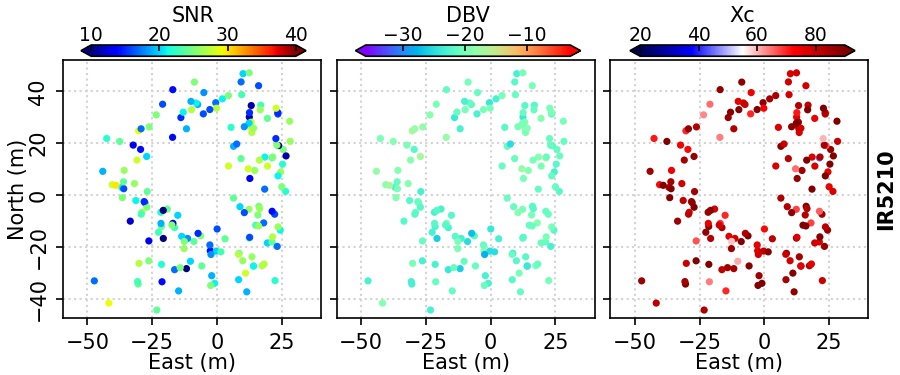 SNR DBV Xc
10 20 30 40 −30 −20 −10 20 40 60 80
40
20
0
−20
−40
North (m)
IR5210
−50 −25 0 25 −50 −25 0 25 −50 −25 0 25
East (m) East (m) East (m)